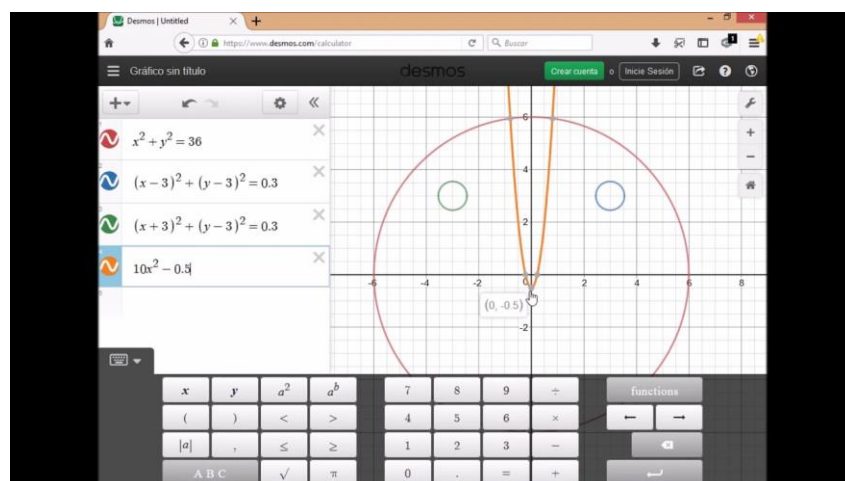 Desmos | Untitled
https://www.desmos.com/calculator
Buscar
Gráfico sin título
desmos
Crear cuenta o Inicie Sesión
1
x² + y² = 36
(x − 3)² + (y − 3)² = 0.3
(x + 3)² + (y − 3)² = 0.3
10x² − 0.5
6
4
2
-6 -4 -2 0 2 4 6 8
(0, -0.5)
-2
x y a² aᵇ 7 8 9 ÷ functions
( ) < > 4 5 6 × ← →
|a| , ≤ ≥ 1 2 3 −
A B C √ π 0 . = +